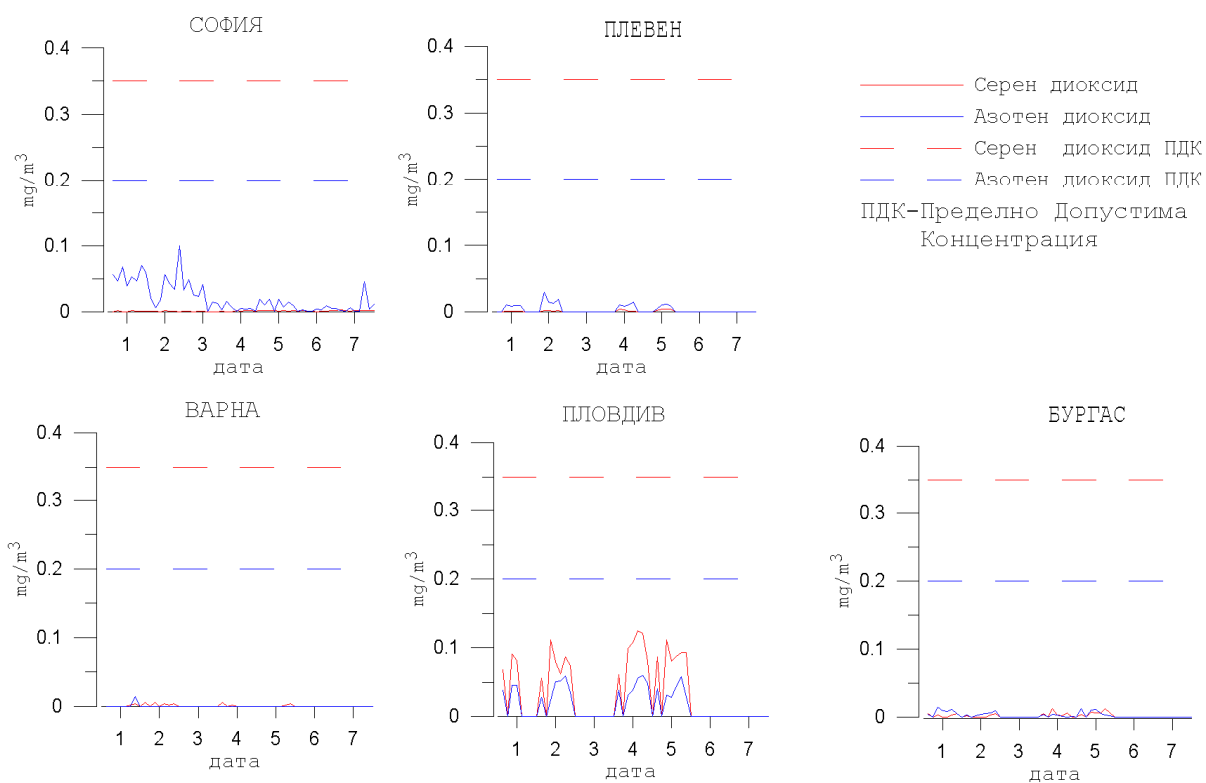 СОФИЯ
0.4
0.3
0.2
0.1
0
mg/m³
1 2 3 4 5 6 7
дата
ПЛЕВЕН
0.4
0.3
0.2
0.1
0
mg/m³
1 2 3 4 5 6 7
дата
Серен диоксид
Азотен диоксид
Серен диоксид ПДК
Азотен диоксид ПДК
ПДК-Пределно Допустима
Концентрация
ВАРНА
0.4
0.3
0.2
0.1
0
mg/m³
1 2 3 4 5 6 7
дата
ПЛОВДИВ
0.4
0.3
0.2
0.1
0
mg/m³
1 2 3 4 5 6 7
дата
БУРГАС
0.4
0.3
0.2
0.1
0
mg/m³
1 2 3 4 5 6 7
дата